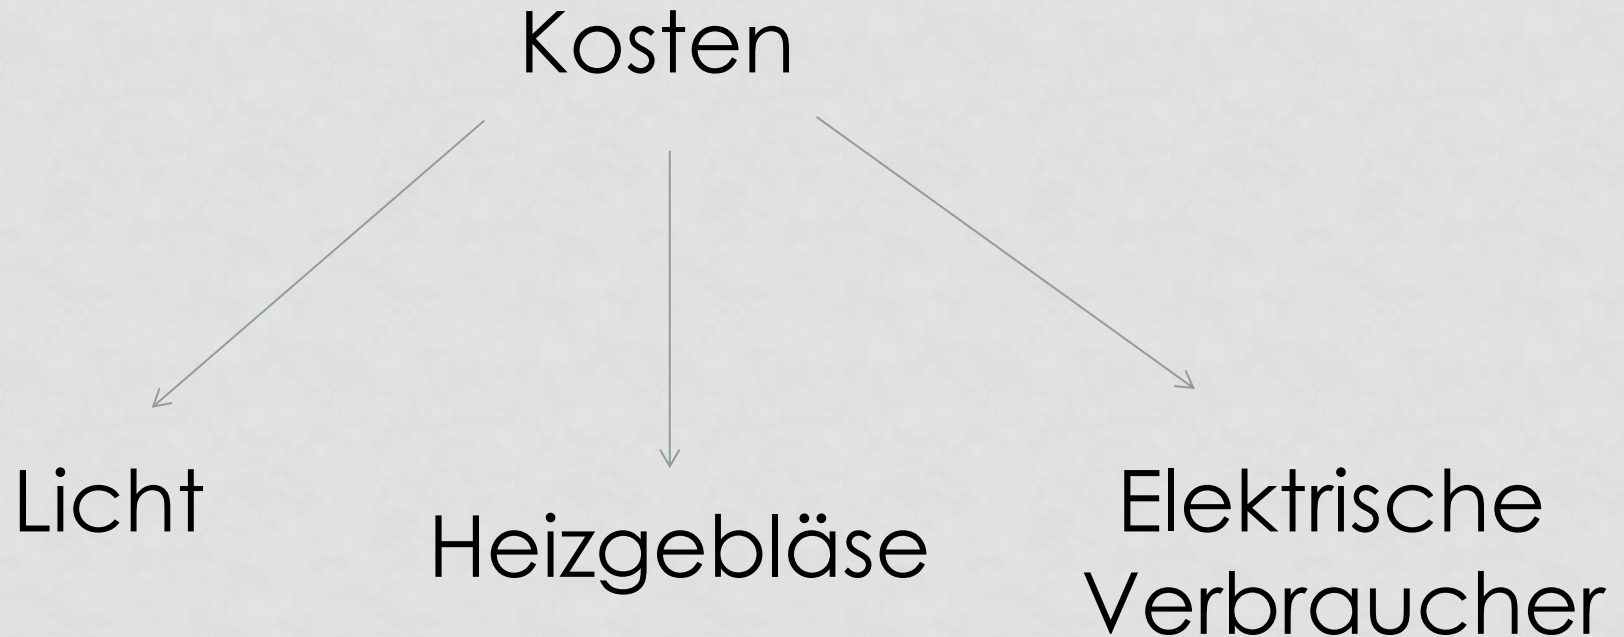 Kosten
Licht
Heizgebläse
Elektrische
Verbraucher